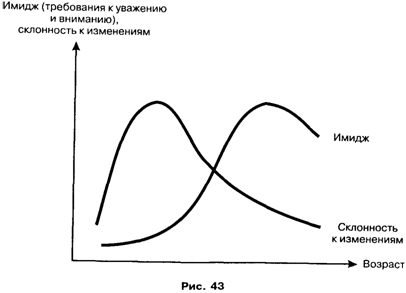 Имидж (требования к уважению
и вниманию),
склонность к изменениям
Имидж
Склонность
к изменениям
Возраст
Рис. 43